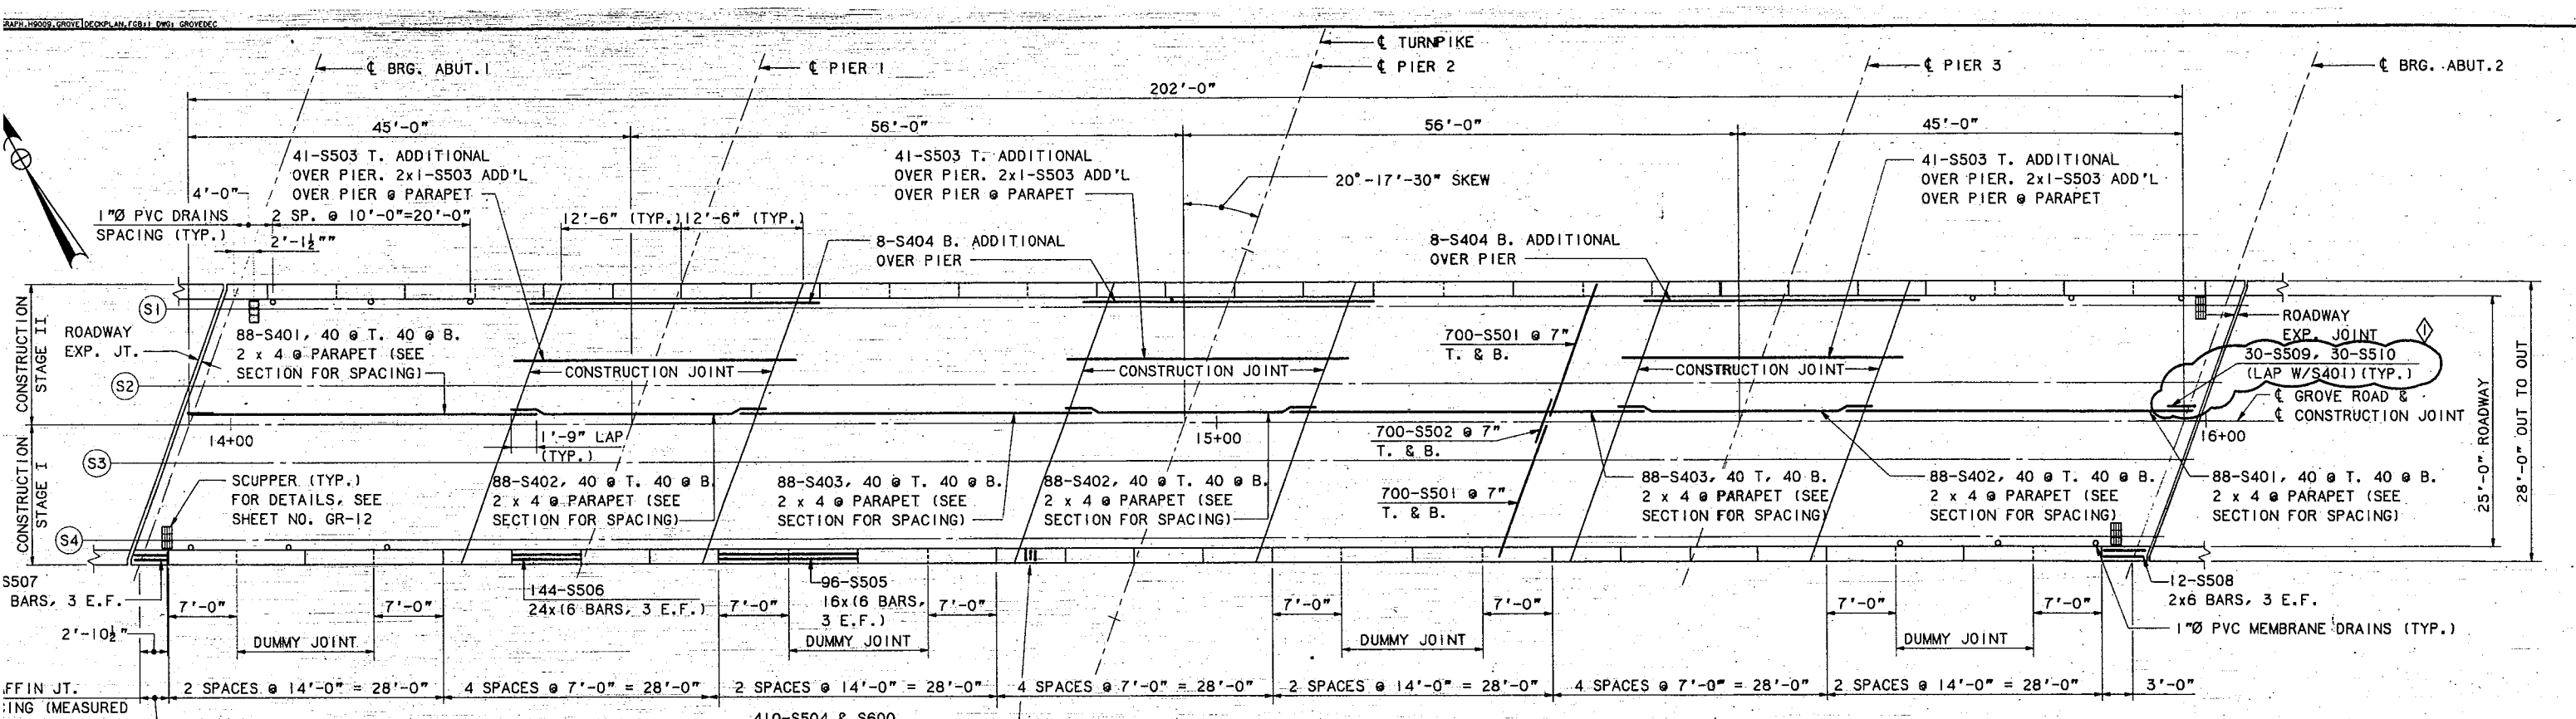 GRAPH.H9009.GROVE]DECKPLAN.FGB;1 DWG: GROVEDEC
℄ BRG. ABUT.1
℄ PIER 1
℄ TURNPIKE
℄ PIER 2
℄ PIER 3
℄ BRG. ABUT.2
202'-0"
45'-0"
56'-0"
56'-0"
45'-0"
41-S503 T. ADDITIONAL
OVER PIER. 2x1-S503 ADD'L
OVER PIER @ PARAPET
41-S503 T. ADDITIONAL
OVER PIER. 2x1-S503 ADD'L
OVER PIER @ PARAPET
20°-17'-30" SKEW
41-S503 T. ADDITIONAL
OVER PIER. 2x1-S503 ADD'L
OVER PIER @ PARAPET
4'-0"
1"Ø PVC DRAINS
SPACING (TYP.)
2 SP. @ 10'-0"=20'-0"
2'-1½""
12'-6" (TYP.)
12'-6" (TYP.)
8-S404 B. ADDITIONAL
OVER PIER
8-S404 B. ADDITIONAL
OVER PIER
CONSTRUCTION
STAGE II
S1
ROADWAY
EXP. JT.
88-S401, 40 @ T. 40 @ B.
2 x 4 @ PARAPET (SEE
SECTION FOR SPACING)
S2
CONSTRUCTION JOINT
CONSTRUCTION JOINT
700-S501 @ 7"
T. & B.
CONSTRUCTION JOINT
ROADWAY
EXP. JOINT
1
30-S509, 30-S510
(LAP W/S401)(TYP.)
℄ GROVE ROAD &
℄ CONSTRUCTION JOINT
25'-0" ROADWAY
28'-0" OUT TO OUT
14+00
1'-9" LAP
(TYP.)
15+00
700-S502 @ 7"
T. & B.
16+00
CONSTRUCTION
STAGE I
S3
SCUPPER (TYP.)
FOR DETAILS, SEE
SHEET NO. GR-12
88-S402, 40 @ T. 40 @ B.
2 x 4 @ PARAPET (SEE
SECTION FOR SPACING)
88-S403, 40 @ T. 40 @ B.
2 x 4 @ PARAPET (SEE
SECTION FOR SPACING)
88-S402, 40 @ T. 40 @ B.
2 x 4 @ PARAPET (SEE
SECTION FOR SPACING)
700-S501 @ 7"
T. & B.
88-S403, 40 T, 40 B.
2 x 4 @ PARAPET (SEE
SECTION FOR SPACING)
88-S402, 40 @ T. 40 @ B.
2 x 4 @ PARAPET (SEE
SECTION FOR SPACING)
88-S401, 40 @ T. 40 @ B.
2 x 4 @ PARAPET (SEE
SECTION FOR SPACING)
S4
S507
BARS, 3 E.F.
7'-0"
7'-0"
144-S506
24x(6 BARS, 3 E.F.)
7'-0"
96-S505
16x(6 BARS,
3 E.F.)
7'-0"
7'-0"
7'-0"
7'-0"
7'-0"
12-S508
2x6 BARS, 3 E.F.
2'-10½"
DUMMY JOINT
DUMMY JOINT
DUMMY JOINT
DUMMY JOINT
1"Ø PVC MEMBRANE DRAINS (TYP.)
FFIN JT.
CING (MEASURED
2 SPACES @ 14'-0" = 28'-0"
4 SPACES @ 7'-0" = 28'-0"
2 SPACES @ 14'-0" = 28'-0"
4 SPACES @ 7'-0" = 28'-0"
2 SPACES @ 14'-0" = 28'-0"
4 SPACES @ 7'-0" = 28'-0"
2 SPACES @ 14'-0" = 28'-0"
3'-0"
410-S504 & S600